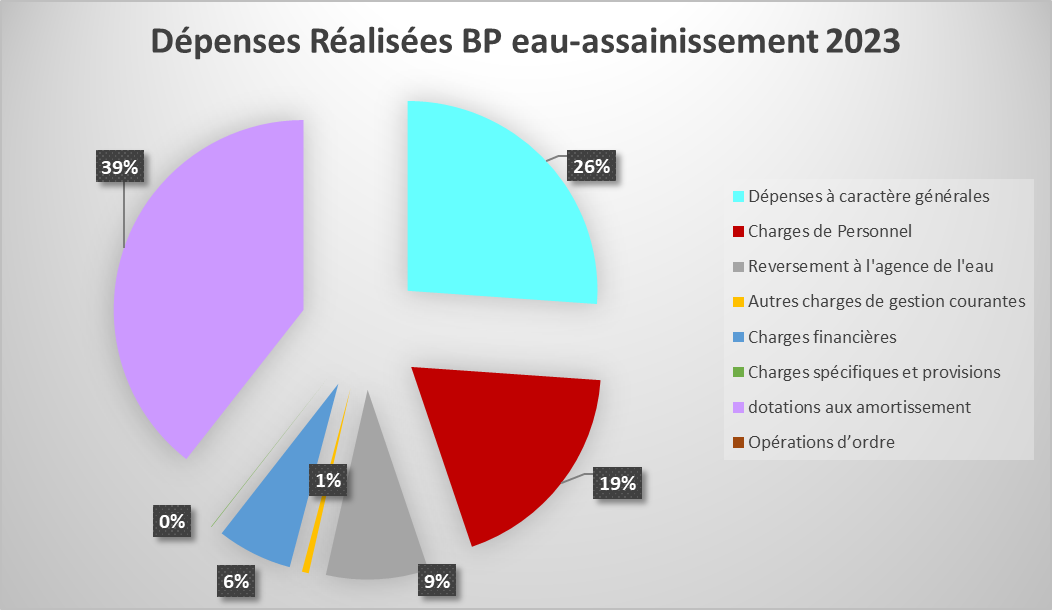 Dépenses Réalisées BP eau-assainissement 2023
39%
26%
19%
9%
1%
6%
0%
Dépenses à caractère générales
Charges de Personnel
Reversement à l'agence de l'eau
Autres charges de gestion courantes
Charges financières
Charges spécifiques et provisions
dotations aux amortissement
Opérations d’ordre